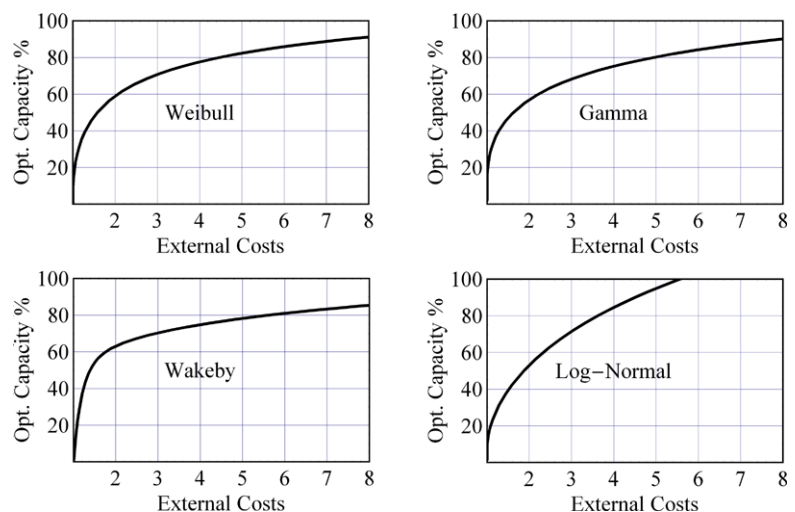 100
80
60
40
20
Opt. Capacity %
Weibull
2 3 4 5 6 7 8
External Costs
100
80
60
40
20
Opt. Capacity %
Gamma
2 3 4 5 6 7 8
External Costs
100
80
60
40
20
Opt. Capacity %
Wakeby
2 3 4 5 6 7 8
External Costs
100
80
60
40
20
Opt. Capacity %
Log−Normal
2 3 4 5 6 7 8
External Costs